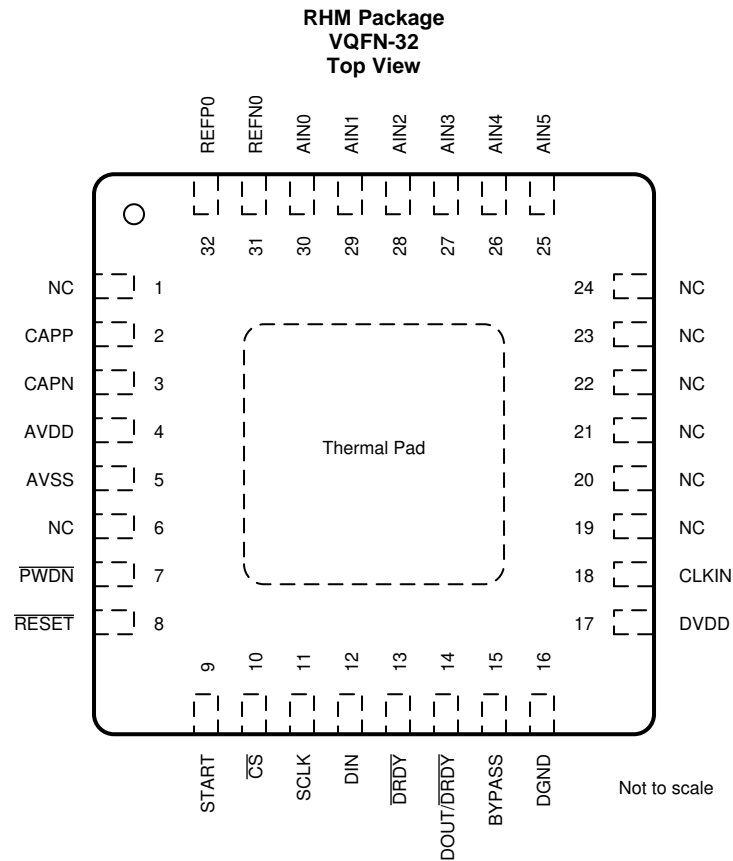 RHM Package
VQFN-32
Top View
REFP0
REFN0
AIN0
AIN1
AIN2
AIN3
AIN4
AIN5
32
31
30
29
28
27
26
25
NC 1
CAPP 2
CAPN 3
AVDD 4
AVSS 5
NC 6
PWDN 7
RESET 8
Thermal Pad
24 NC
23 NC
22 NC
21 NC
20 NC
19 NC
18 CLKIN
17 DVDD
9
10
11
12
13
14
15
16
START
CS
SCLK
DIN
DRDY
DOUT/DRDY
BYPASS
DGND
Not to scale